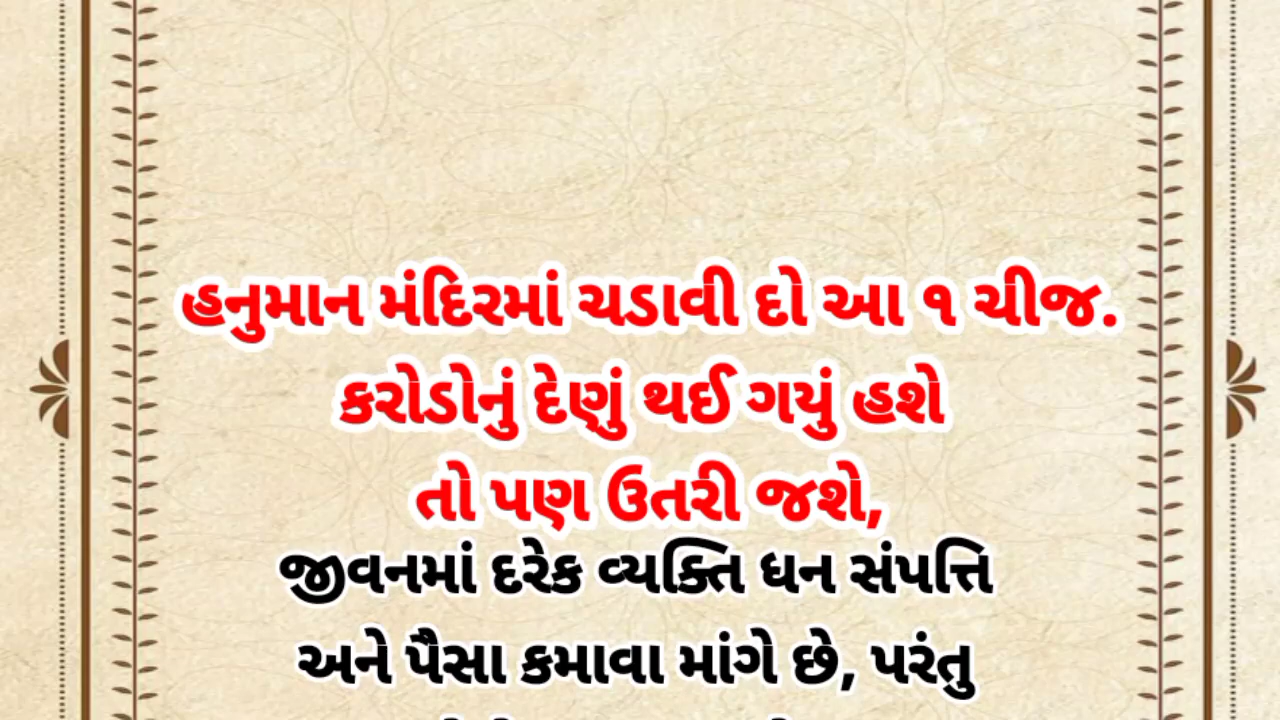 હનુમાન મંદિરમાં ચડાવી દો આ ૧ ચીજ.
કરોડોનું દેણું થઈ ગયું હશે
તો પણ ઉતરી જશે,
જીવનમાં દરેક વ્યક્તિ ધન સંપત્તિ
અને પૈસા કમાવા માંગે છે, પરંતુ